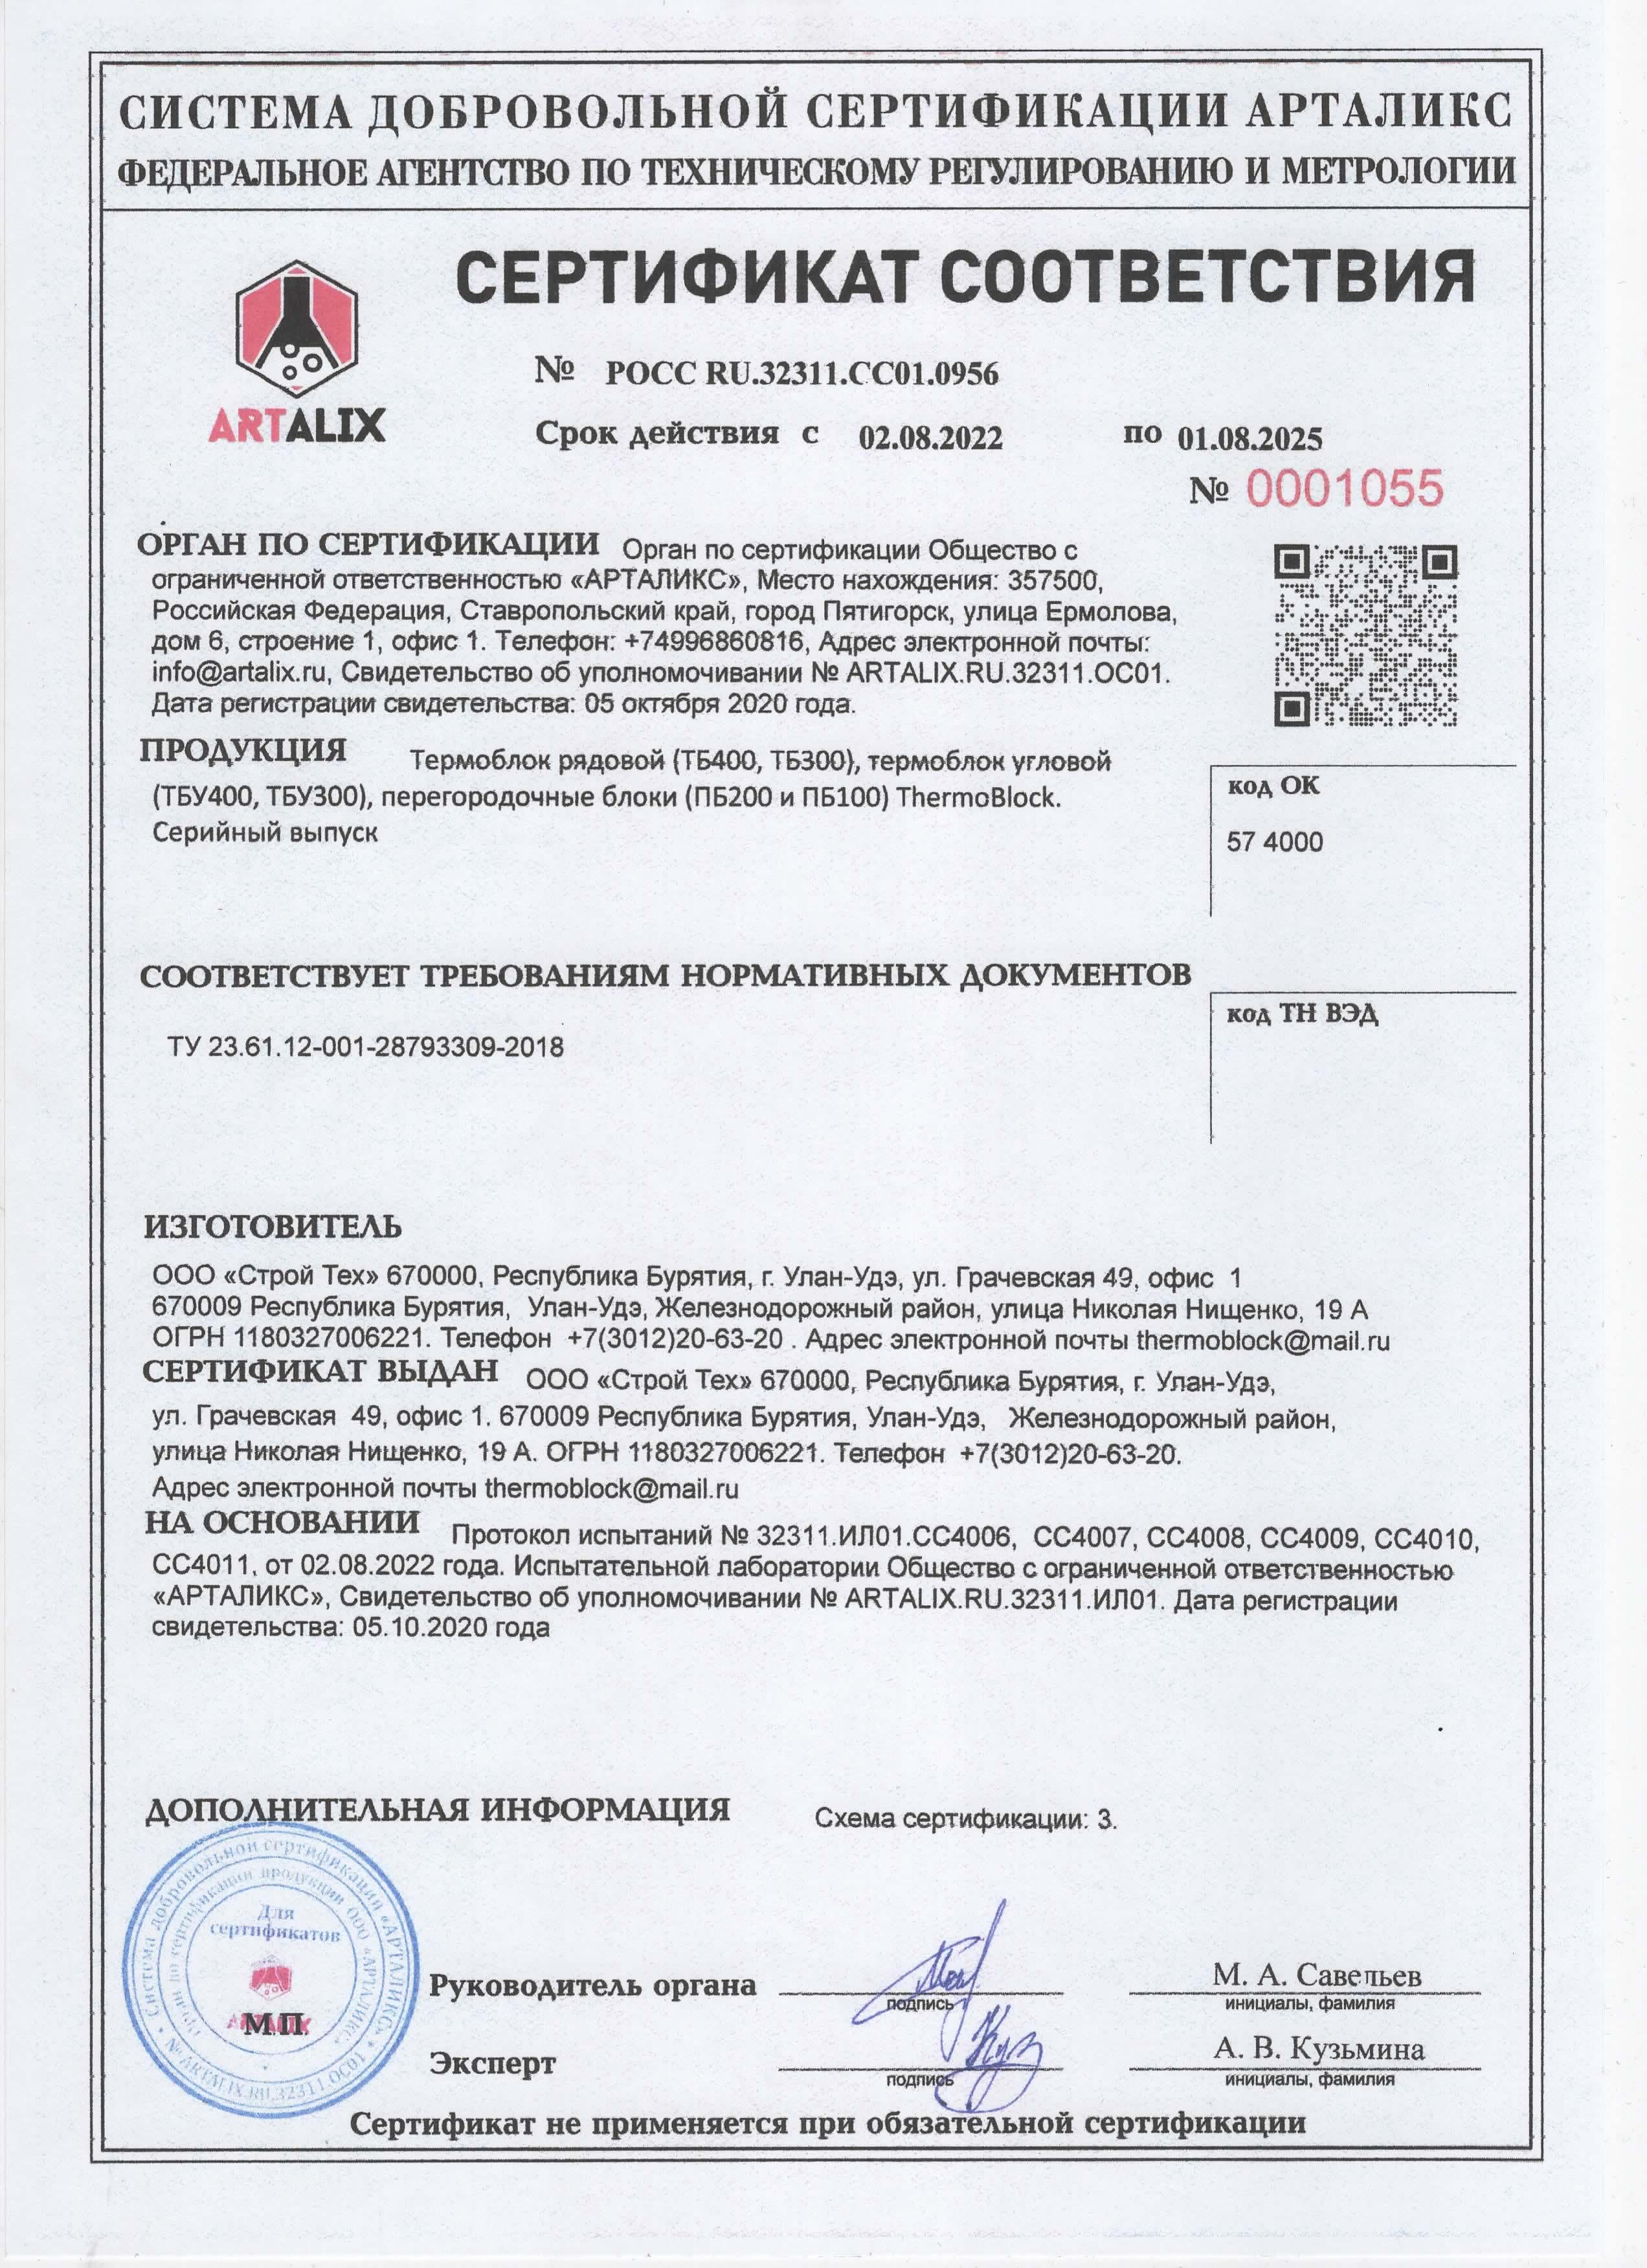 СИСТЕМА ДОБРОВОЛЬНОЙ СЕРТИФИКАЦИИ АРТАЛИКС
ФЕДЕРАЛЬНОЕ АГЕНТСТВО ПО ТЕХНИЧЕСКОМУ РЕГУЛИРОВАНИЮ И МЕТРОЛОГИИ
СЕРТИФИКАТ СООТВЕТСТВИЯ
ARTALIX
№ РОСС RU.32311.СС01.0956
Срок действия с 02.08.2022 по 01.08.2025
№ 0001055
ОРГАН ПО СЕРТИФИКАЦИИ Орган по сертификации Общество с
ограниченной ответственностью «АРТАЛИКС», Место нахождения: 357500,
Российская Федерация, Ставропольский край, город Пятигорск, улица Ермолова,
дом 6, строение 1, офис 1. Телефон: +74996860816, Адрес электронной почты:
info@artalix.ru, Свидетельство об уполномочивании № ARTALIX.RU.32311.ОС01.
Дата регистрации свидетельства: 05 октября 2020 года.
ПРОДУКЦИЯ Термоблок рядовой (ТБ400, ТБ300), термоблок угловой
(ТБУ400, ТБУ300), перегородочные блоки (ПБ200 и ПБ100) ThermoBlock.
Серийный выпуск
код ОК
57 4000
СООТВЕТСТВУЕТ ТРЕБОВАНИЯМ НОРМАТИВНЫХ ДОКУМЕНТОВ
код ТН ВЭД
ТУ 23.61.12-001-28793309-2018
ИЗГОТОВИТЕЛЬ
ООО «Строй Тех» 670000, Республика Бурятия, г. Улан-Удэ, ул. Грачевская 49, офис 1
670009 Республика Бурятия, Улан-Удэ, Железнодорожный район, улица Николая Нищенко, 19 А
ОГРН 1180327006221. Телефон +7(3012)20-63-20 . Адрес электронной почты thermoblock@mail.ru
СЕРТИФИКАТ ВЫДАН ООО «Строй Тех» 670000, Республика Бурятия, г. Улан-Удэ,
ул. Грачевская 49, офис 1. 670009 Республика Бурятия, Улан-Удэ, Железнодорожный район,
улица Николая Нищенко, 19 А. ОГРН 1180327006221. Телефон +7(3012)20-63-20.
Адрес электронной почты thermoblock@mail.ru
НА ОСНОВАНИИ Протокол испытаний № 32311.ИЛ01.СС4006, СС4007, СС4008, СС4009, СС4010,
СС4011, от 02.08.2022 года. Испытательной лаборатории Общество с ограниченной ответственностью
«АРТАЛИКС», Свидетельство об уполномочивании № ARTALIX.RU.32311.ИЛ01. Дата регистрации
свидетельства: 05.10.2020 года
ДОПОЛНИТЕЛЬНАЯ ИНФОРМАЦИЯ Схема сертификации: 3.
Система добровольной сертификации «АРТАЛИКС»
Орган по сертификации продукции ООО «АРТАЛИКС»
№ ARTALIX.RU.32311.ОС01
Для
сертификатов
ARTALIX
М.П.
Руководитель органа
подпись
М. А. Савельев
инициалы, фамилия
Эксперт
подпись
А. В. Кузьмина
инициалы, фамилия
Сертификат не применяется при обязательной сертификации